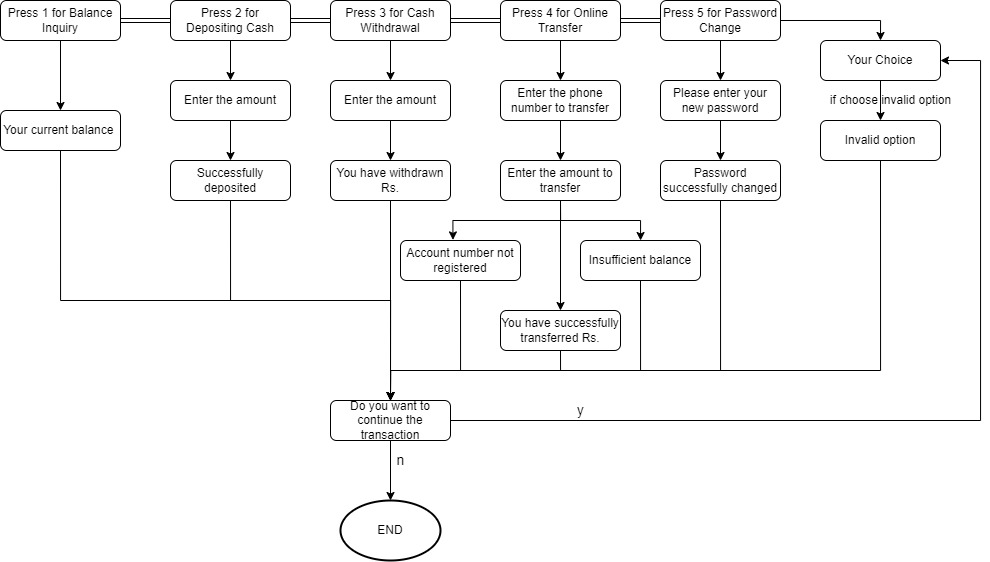 Press 1 for Balance
Inquiry
Press 2 for
Depositing Cash
Press 3 for Cash
Withdrawal
Press 4 for Online
Transfer
Press 5 for Password
Change
Your Choice
Enter the amount
Enter the amount
Enter the phone
number to transfer
Please enter your
new password
if choose invalid option
Your current balance
Invalid option
Successfully
deposited
You have withdrawn
Rs.
Enter the amount to
transfer
Password
successfully changed
Account number not
registered
Insufficient balance
You have successfully
transferred Rs.
Do you want to
continue the
transaction
y
n
END